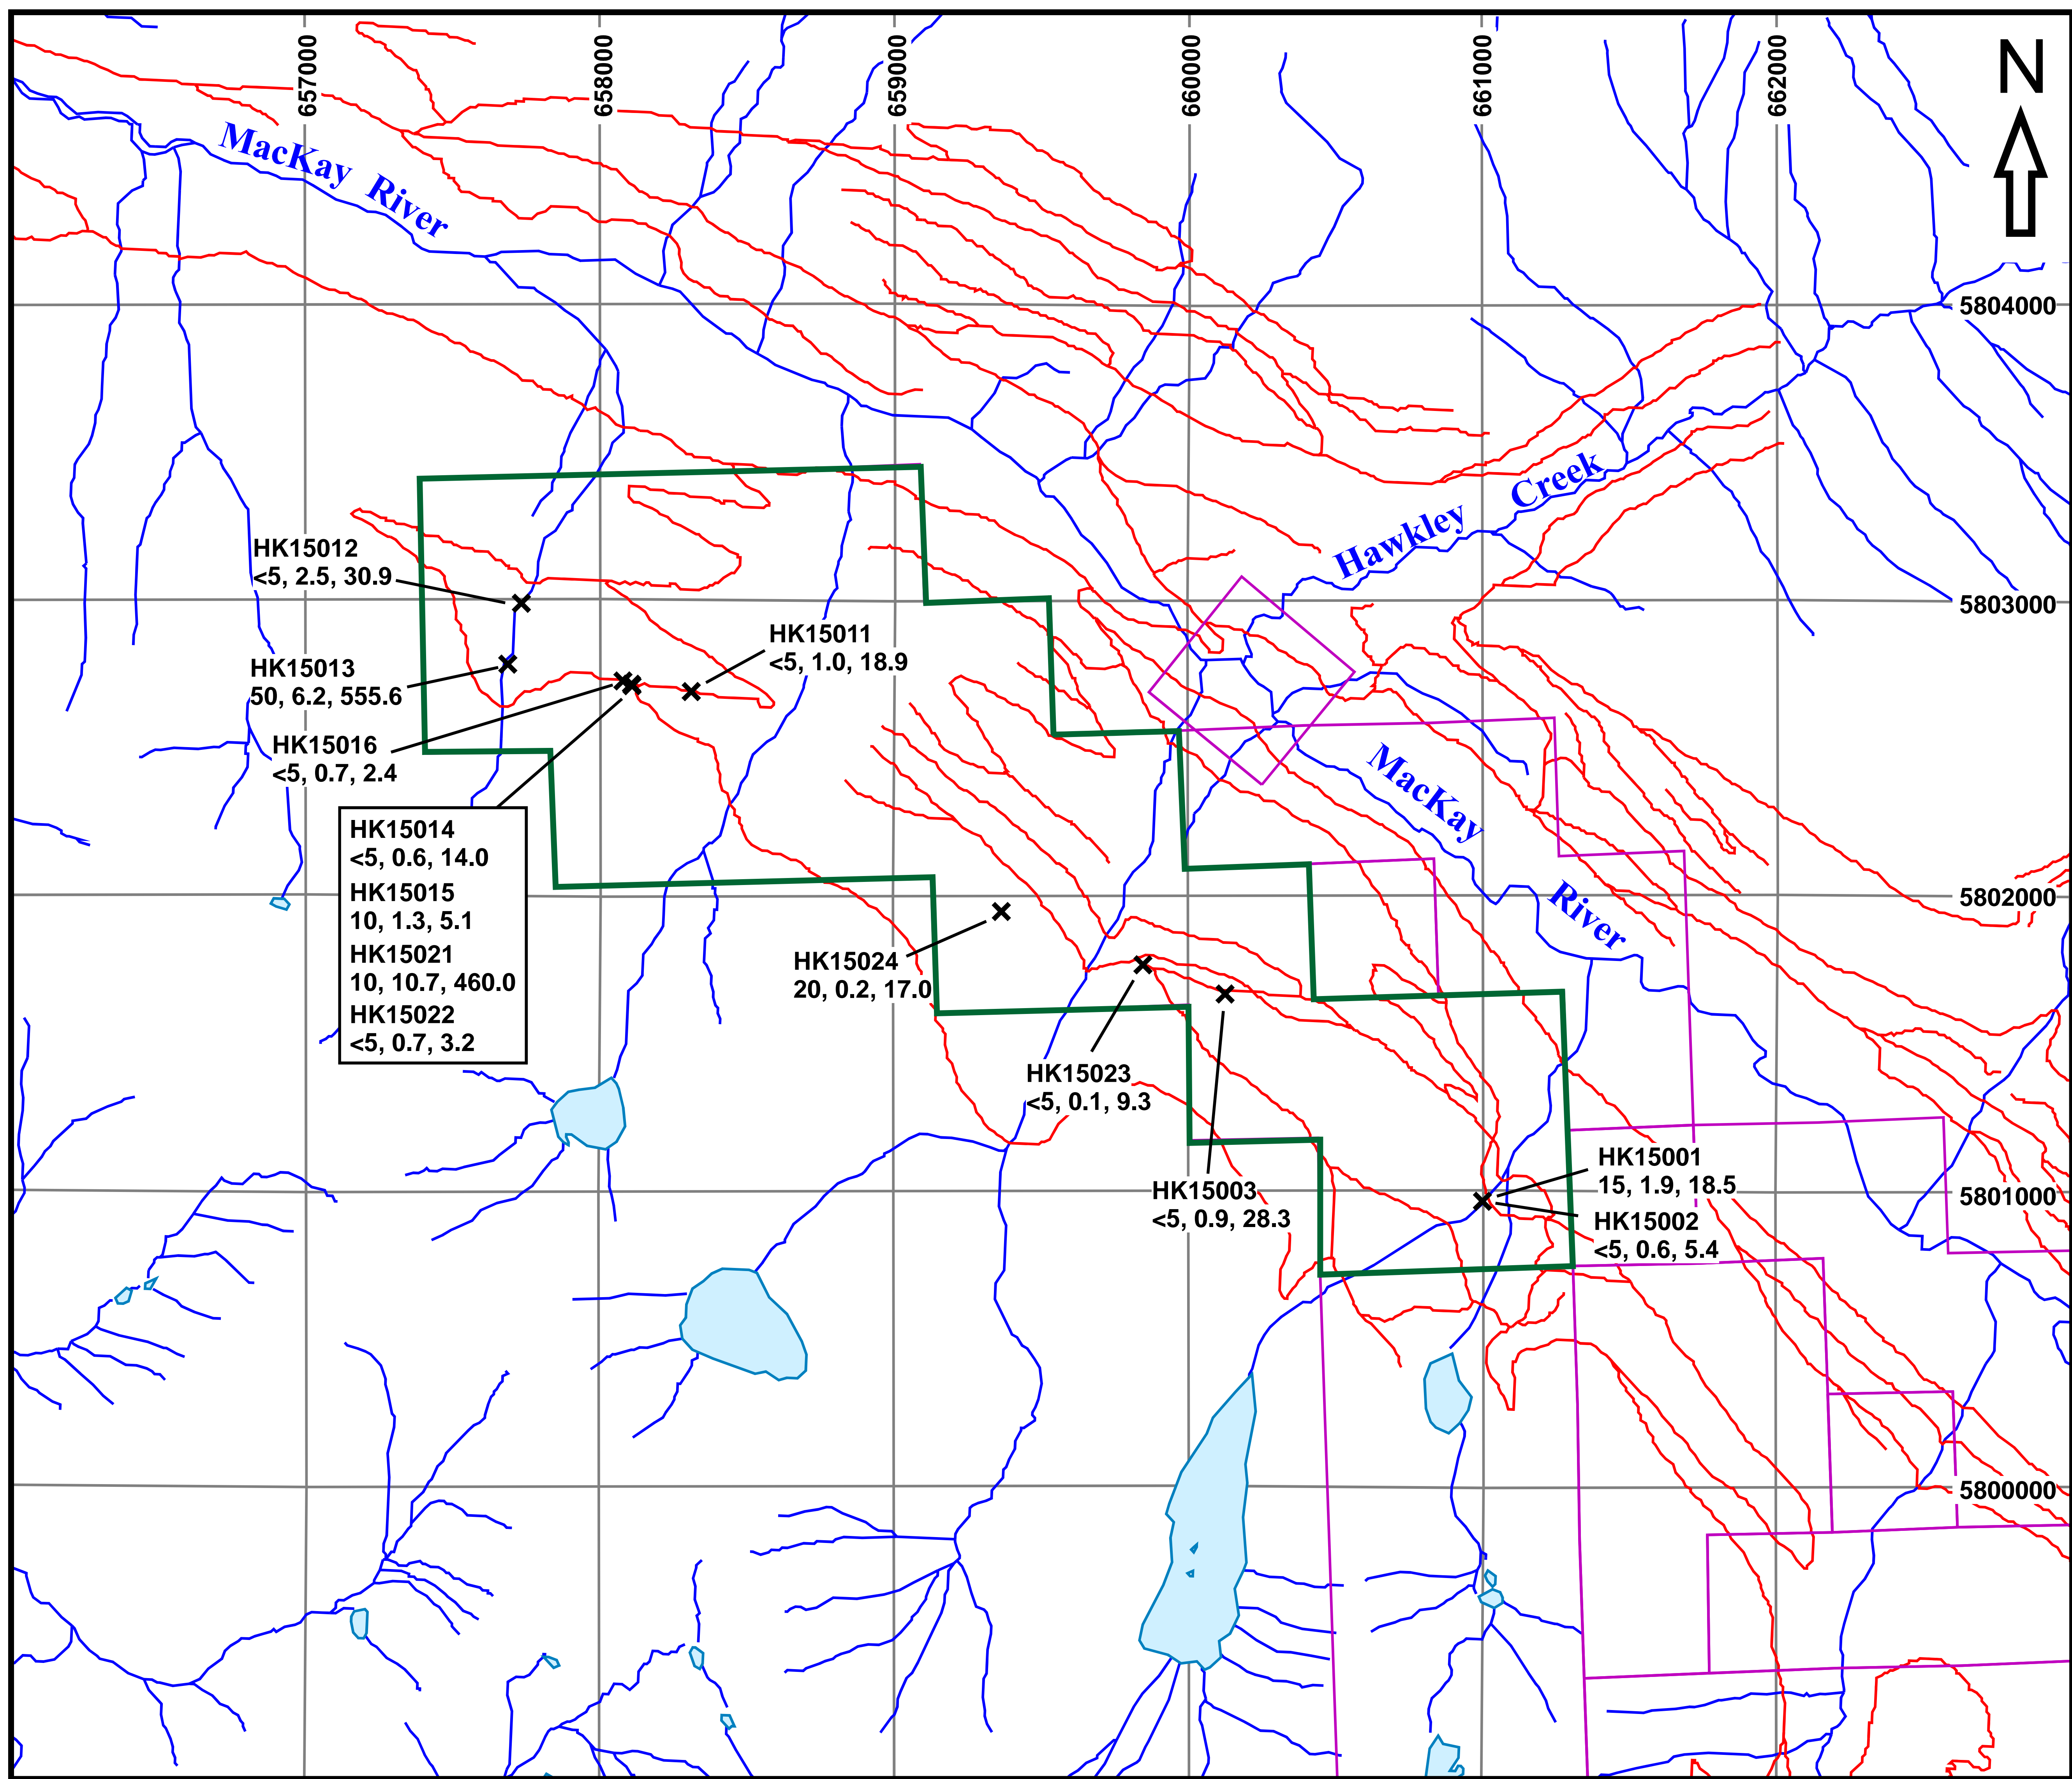 657000
658000
659000
660000
661000
662000
N
MacKay River
5804000
Hawkley Creek
HK15012
<5, 2.5, 30.9
5803000
HK15011
<5, 1.0, 18.9
HK15013
50, 6.2, 555.6
HK15016
<5, 0.7, 2.4
MacKay River
HK15014
<5, 0.6, 14.0
HK15015
10, 1.3, 5.1
HK15021
10, 10.7, 460.0
HK15022
<5, 0.7, 3.2
5802000
HK15024
20, 0.2, 17.0
HK15023
<5, 0.1, 9.3
HK15003
<5, 0.9, 28.3
HK15001
15, 1.9, 18.5
5801000
HK15002
<5, 0.6, 5.4
5800000